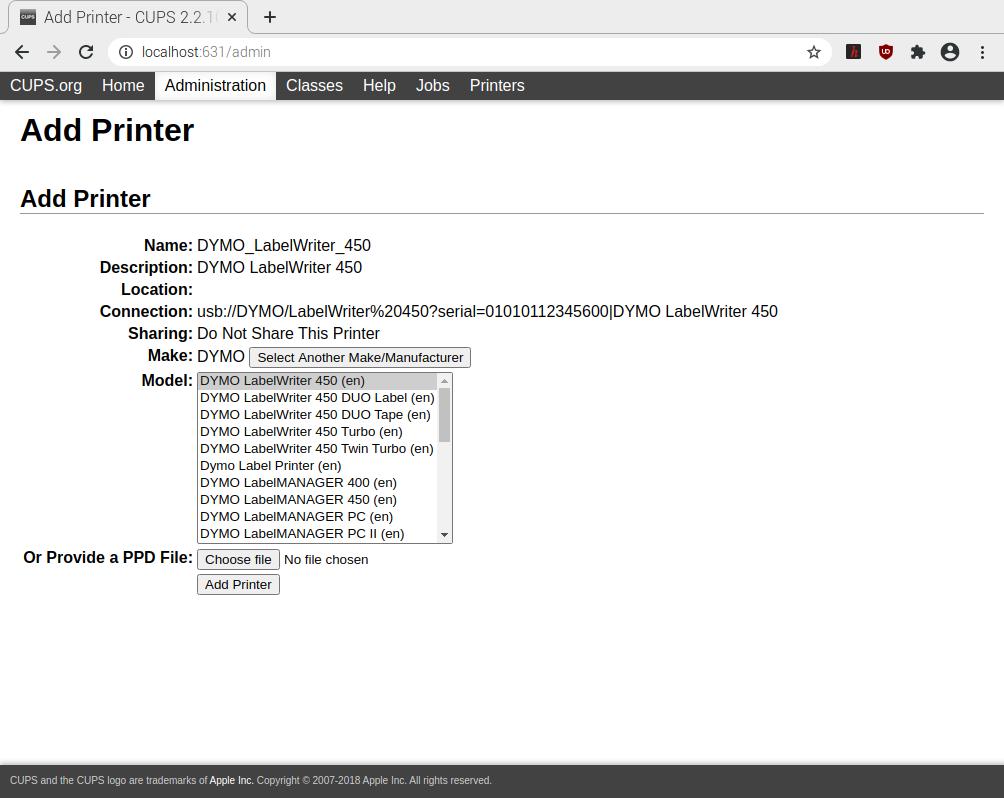 CUPS
Add Printer - CUPS 2.2.1
localhost:631/admin
CUPS.org Home Administration Classes Help Jobs Printers
Add Printer
Add Printer
Name: DYMO_LabelWriter_450
Description: DYMO LabelWriter 450
Location:
Connection: usb://DYMO/LabelWriter%20450?serial=01010112345600|DYMO LabelWriter 450
Sharing: Do Not Share This Printer
Make: DYMO Select Another Make/Manufacturer
Model: DYMO LabelWriter 450 (en)
DYMO LabelWriter 450 DUO Label (en)
DYMO LabelWriter 450 DUO Tape (en)
DYMO LabelWriter 450 Turbo (en)
DYMO LabelWriter 450 Twin Turbo (en)
Dymo Label Printer (en)
DYMO LabelMANAGER 400 (en)
DYMO LabelMANAGER 450 (en)
DYMO LabelMANAGER PC (en)
DYMO LabelMANAGER PC II (en)
Or Provide a PPD File: Choose file No file chosen
Add Printer
CUPS and the CUPS logo are trademarks of Apple Inc. Copyright © 2007-2018 Apple Inc. All rights reserved.